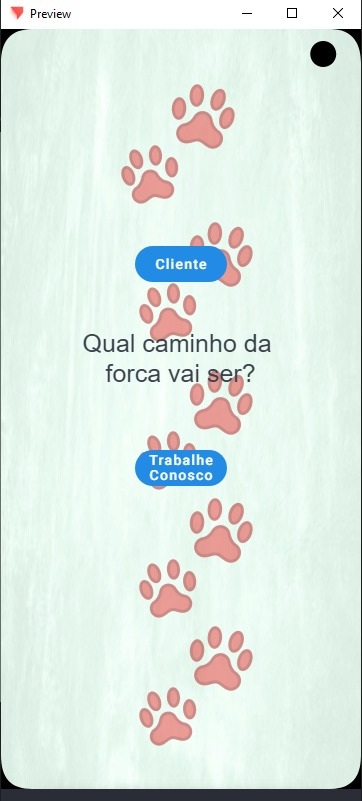 Preview
Cliente
Qual caminho da
forca vai ser?
Trabalhe
Conosco